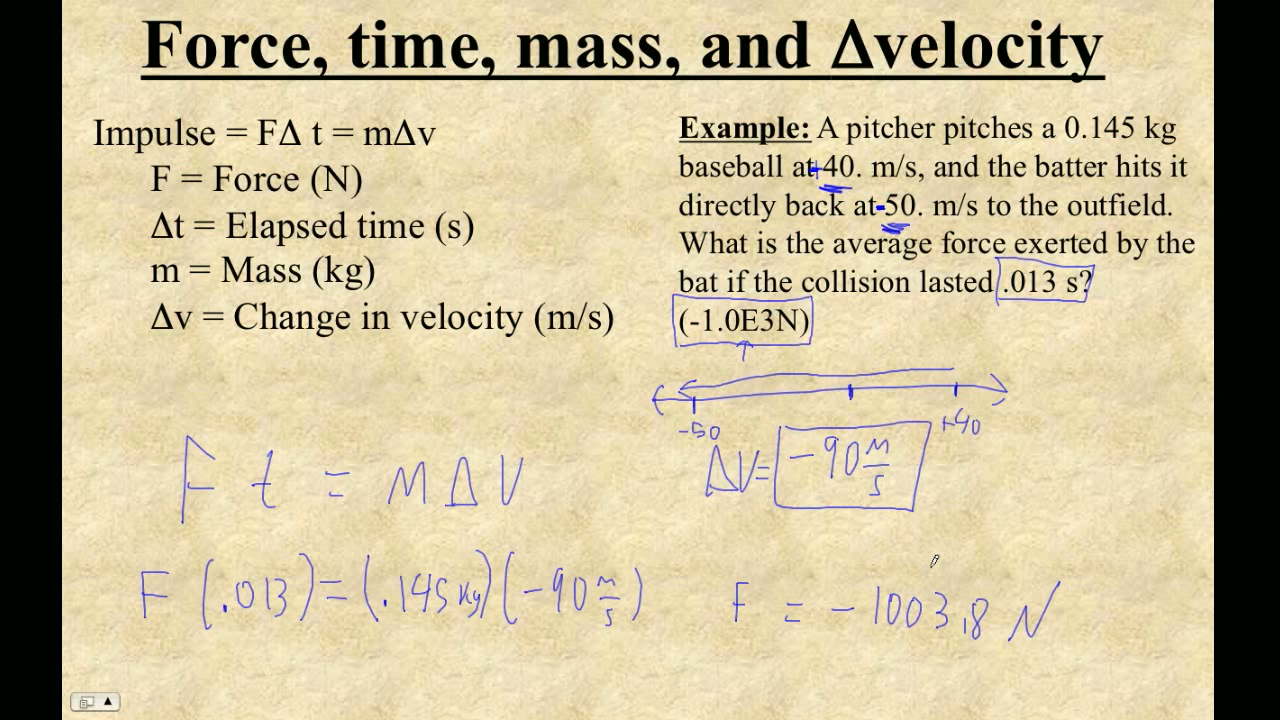 Force, time, mass, and Δvelocity
Impulse = FΔ t = mΔv
F = Force (N)
Δt = Elapsed time (s)
m = Mass (kg)
Δv = Change in velocity (m/s)
Example: A pitcher pitches a 0.145 kg
baseball at +40. m/s, and the batter hits it
directly back at -50. m/s to the outfield.
What is the average force exerted by the
bat if the collision lasted .013 s?
(-1.0E3N)
-50 +40
ΔV= -90 m/s
F t = m Δ V
F (.013) = (.145 kg)(-90 m/s)
F = -1003.8 N